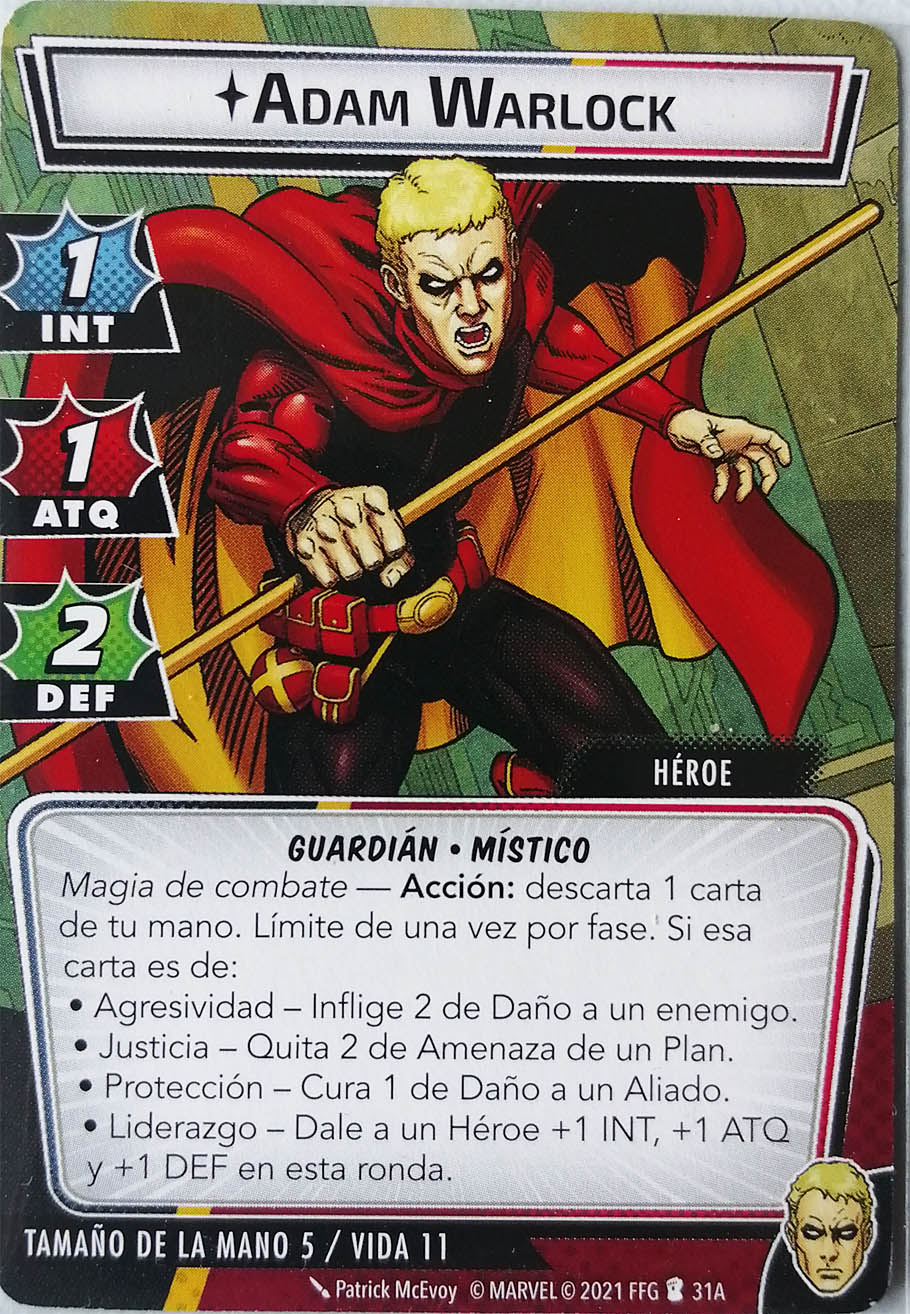 ADAM WARLOCK
1
INT
1
ATQ
2
DEF
HÉROE
GUARDIÁN • MÍSTICO
Magia de combate — Acción: descarta 1 carta
de tu mano. Límite de una vez por fase. Si esa
carta es de:
• Agresividad – Inflige 2 de Daño a un enemigo.
• Justicia – Quita 2 de Amenaza de un Plan.
• Protección – Cura 1 de Daño a un Aliado.
• Liderazgo – Dale a un Héroe +1 INT, +1 ATQ
y +1 DEF en esta ronda.
TAMAÑO DE LA MANO 5 / VIDA 11
Patrick McEvoy © MARVEL © 2021 FFG 31A